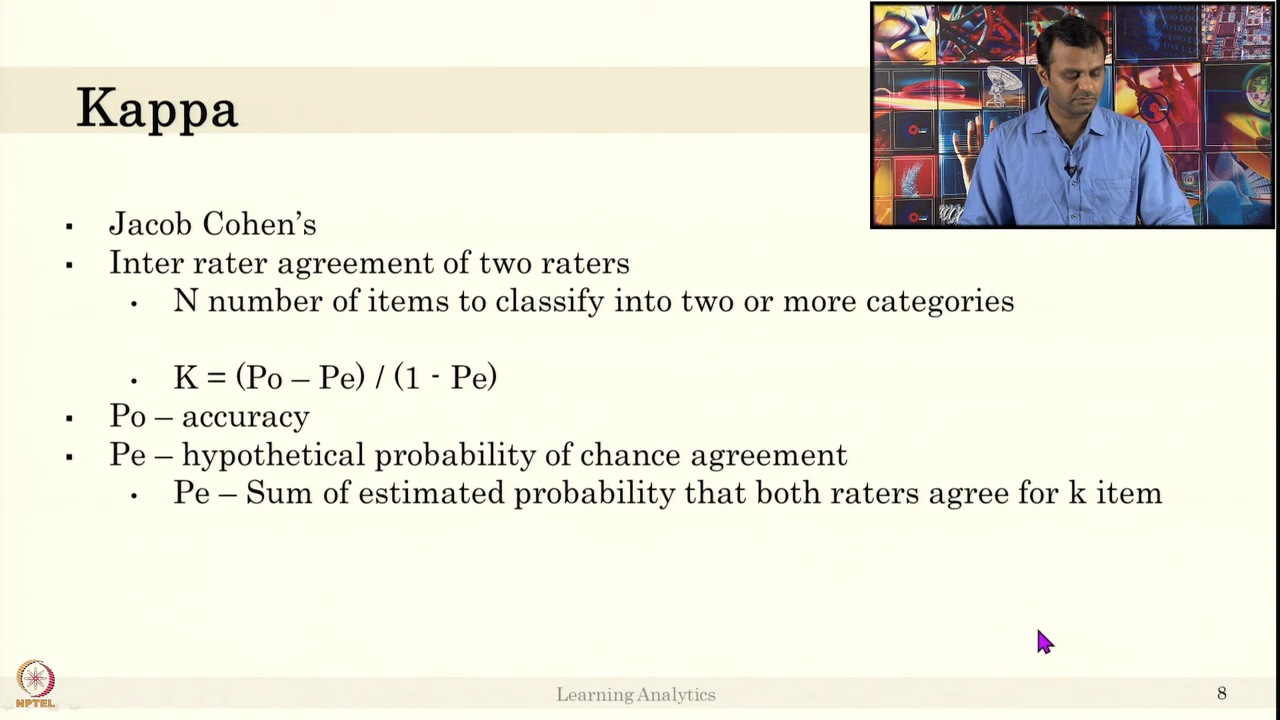 Kappa
▪ Jacob Cohen’s
▪ Inter rater agreement of two raters
• N number of items to classify into two or more categories
• K = (Po – Pe) / (1 - Pe)
▪ Po – accuracy
▪ Pe – hypothetical probability of chance agreement
• Pe – Sum of estimated probability that both raters agree for k item
NPTEL
Learning Analytics
8